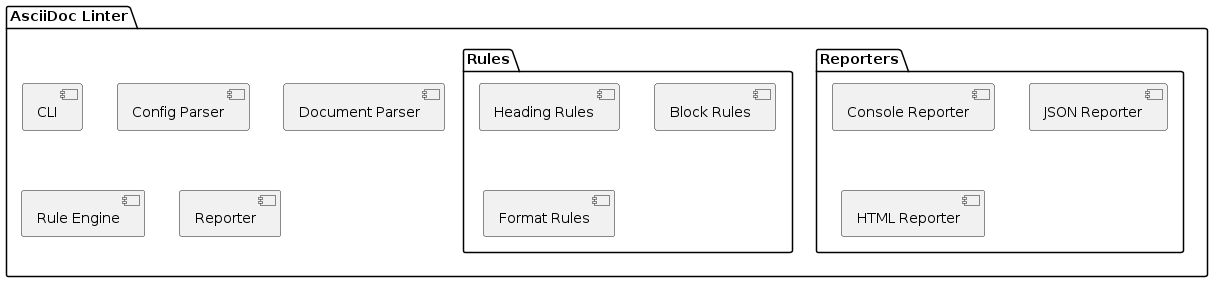 AsciiDoc Linter
Rules
Reporters
CLI
Config Parser
Document Parser
Heading Rules
Block Rules
Console Reporter
JSON Reporter
Rule Engine
Reporter
Format Rules
HTML Reporter